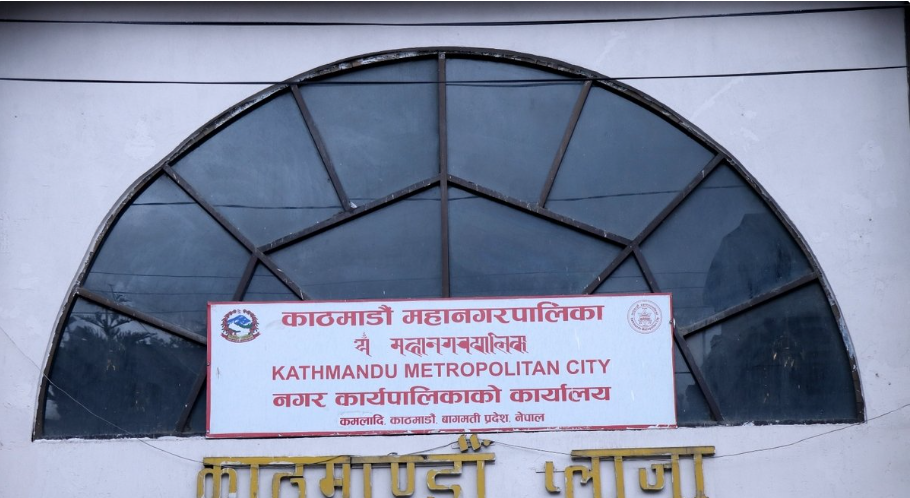 काठमाडौं महानगरपालिका
KATHMANDU METROPOLITAN CITY
नगर कार्यपालिकाको कार्यालय
कमलादि, काठमाडौं, बागमती प्रदेश, नेपाल
काठमाण्डौं प्लाजा